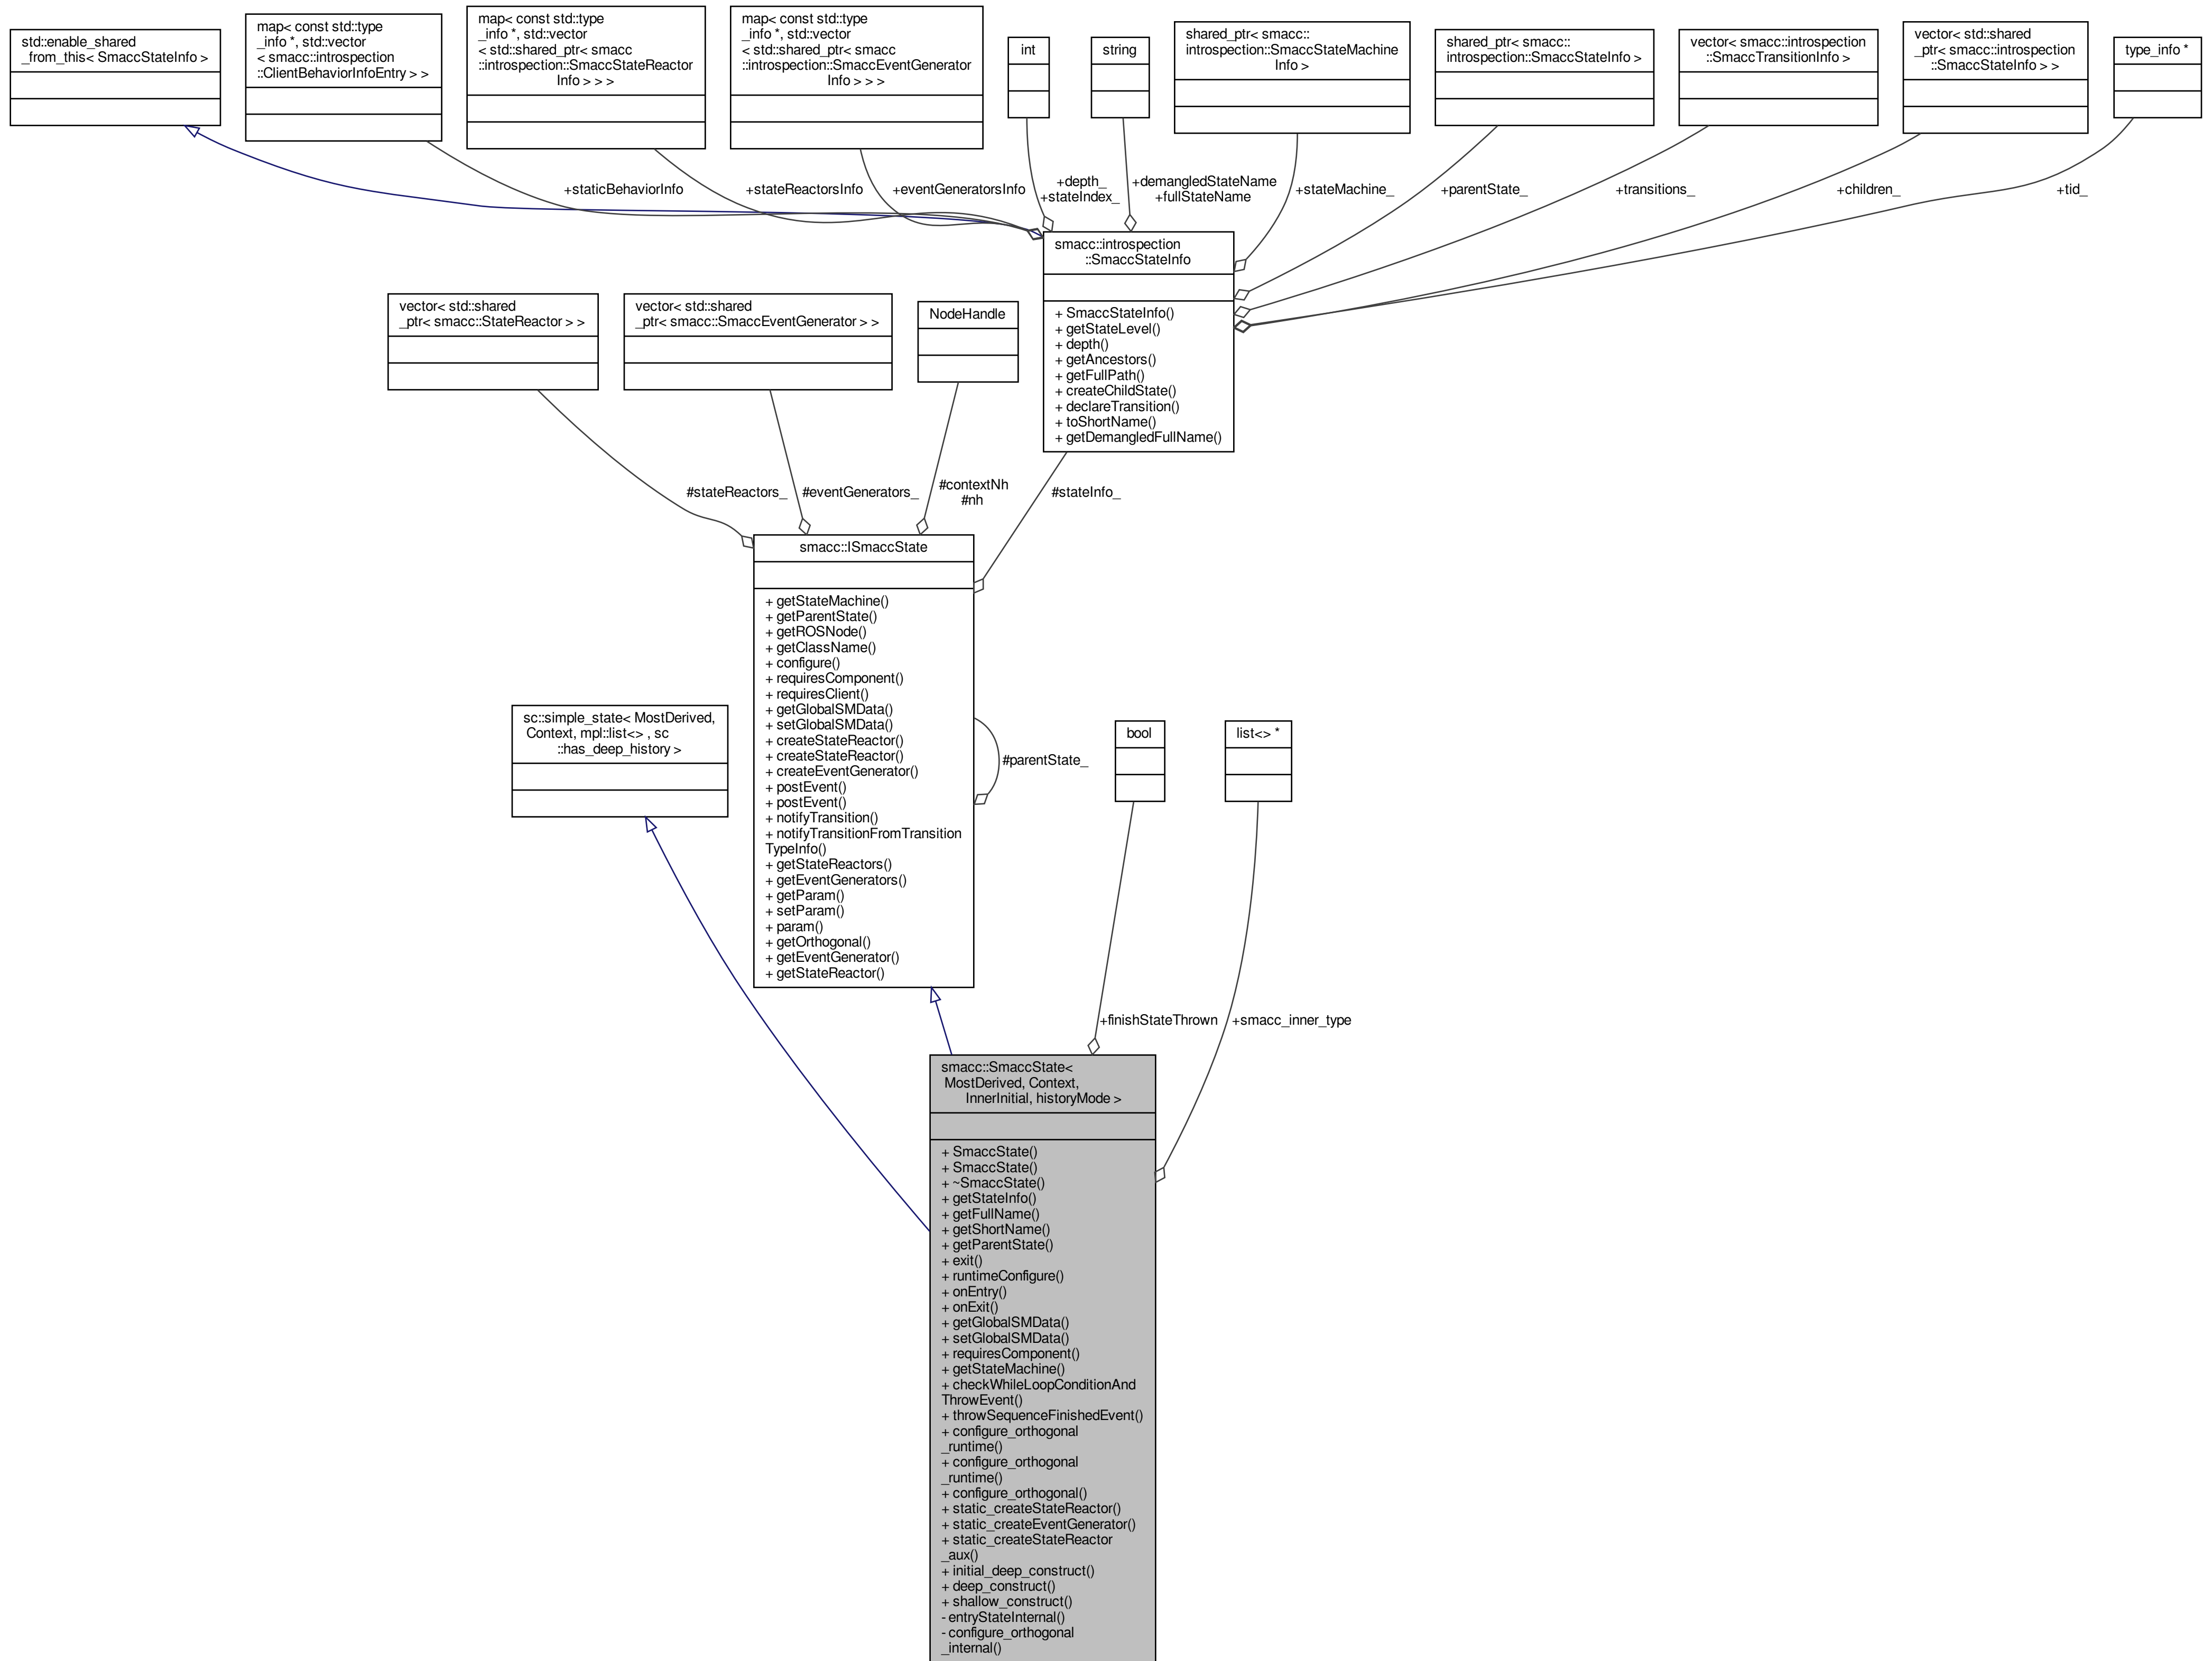 std::enable_shared
_from_this< SmaccStateInfo >
map< const std::type
_info *, std::vector
< smacc::introspection
::ClientBehaviorInfoEntry > >
map< const std::type
_info *, std::vector
< std::shared_ptr< smacc
::introspection::SmaccStateReactor
Info > > >
map< const std::type
_info *, std::vector
< std::shared_ptr< smacc
::introspection::SmaccEventGenerator
Info > > >
int
string
shared_ptr< smacc::
introspection::SmaccStateMachine
Info >
shared_ptr< smacc::
introspection::SmaccStateInfo >
vector< smacc::introspection
::SmaccTransitionInfo >
vector< std::shared
_ptr< smacc::introspection
::SmaccStateInfo > >
type_info *
+staticBehaviorInfo
+stateReactorsInfo
+eventGeneratorsInfo
+depth_
+stateIndex_
+demangledStateName
+fullStateName
+stateMachine_
+parentState_
+transitions_
+children_
+tid_
smacc::introspection
::SmaccStateInfo
+ SmaccStateInfo()
+ getStateLevel()
+ depth()
+ getAncestors()
+ getFullPath()
+ createChildState()
+ declareTransition()
+ toShortName()
+ getDemangledFullName()
vector< std::shared
_ptr< smacc::StateReactor > >
vector< std::shared
_ptr< smacc::SmaccEventGenerator > >
NodeHandle
#stateReactors_
#eventGenerators_
#contextNh
#nh
#stateInfo_
smacc::ISmaccState
+ getStateMachine()
+ getParentState()
+ getROSNode()
+ getClassName()
+ configure()
+ requiresComponent()
+ requiresClient()
+ getGlobalSMData()
+ setGlobalSMData()
+ createStateReactor()
+ createStateReactor()
+ createEventGenerator()
+ postEvent()
+ postEvent()
+ notifyTransition()
+ notifyTransitionFromTransition
TypeInfo()
+ getStateReactors()
+ getEventGenerators()
+ getParam()
+ setParam()
+ param()
+ getOrthogonal()
+ getEventGenerator()
+ getStateReactor()
#parentState_
sc::simple_state< MostDerived,
Context, mpl::list<> , sc
::has_deep_history >
bool
list<> *
+finishStateThrown
+smacc_inner_type
smacc::SmaccState<
MostDerived, Context,
InnerInitial, historyMode >
+ SmaccState()
+ SmaccState()
+ ~SmaccState()
+ getStateInfo()
+ getFullName()
+ getShortName()
+ getParentState()
+ exit()
+ runtimeConfigure()
+ onEntry()
+ onExit()
+ getGlobalSMData()
+ setGlobalSMData()
+ requiresComponent()
+ getStateMachine()
+ checkWhileLoopConditionAnd
ThrowEvent()
+ throwSequenceFinishedEvent()
+ configure_orthogonal
_runtime()
+ configure_orthogonal
_runtime()
+ configure_orthogonal()
+ static_createStateReactor()
+ static_createEventGenerator()
+ static_createStateReactor
_aux()
+ initial_deep_construct()
+ deep_construct()
+ shallow_construct()
- entryStateInternal()
- configure_orthogonal
_internal()